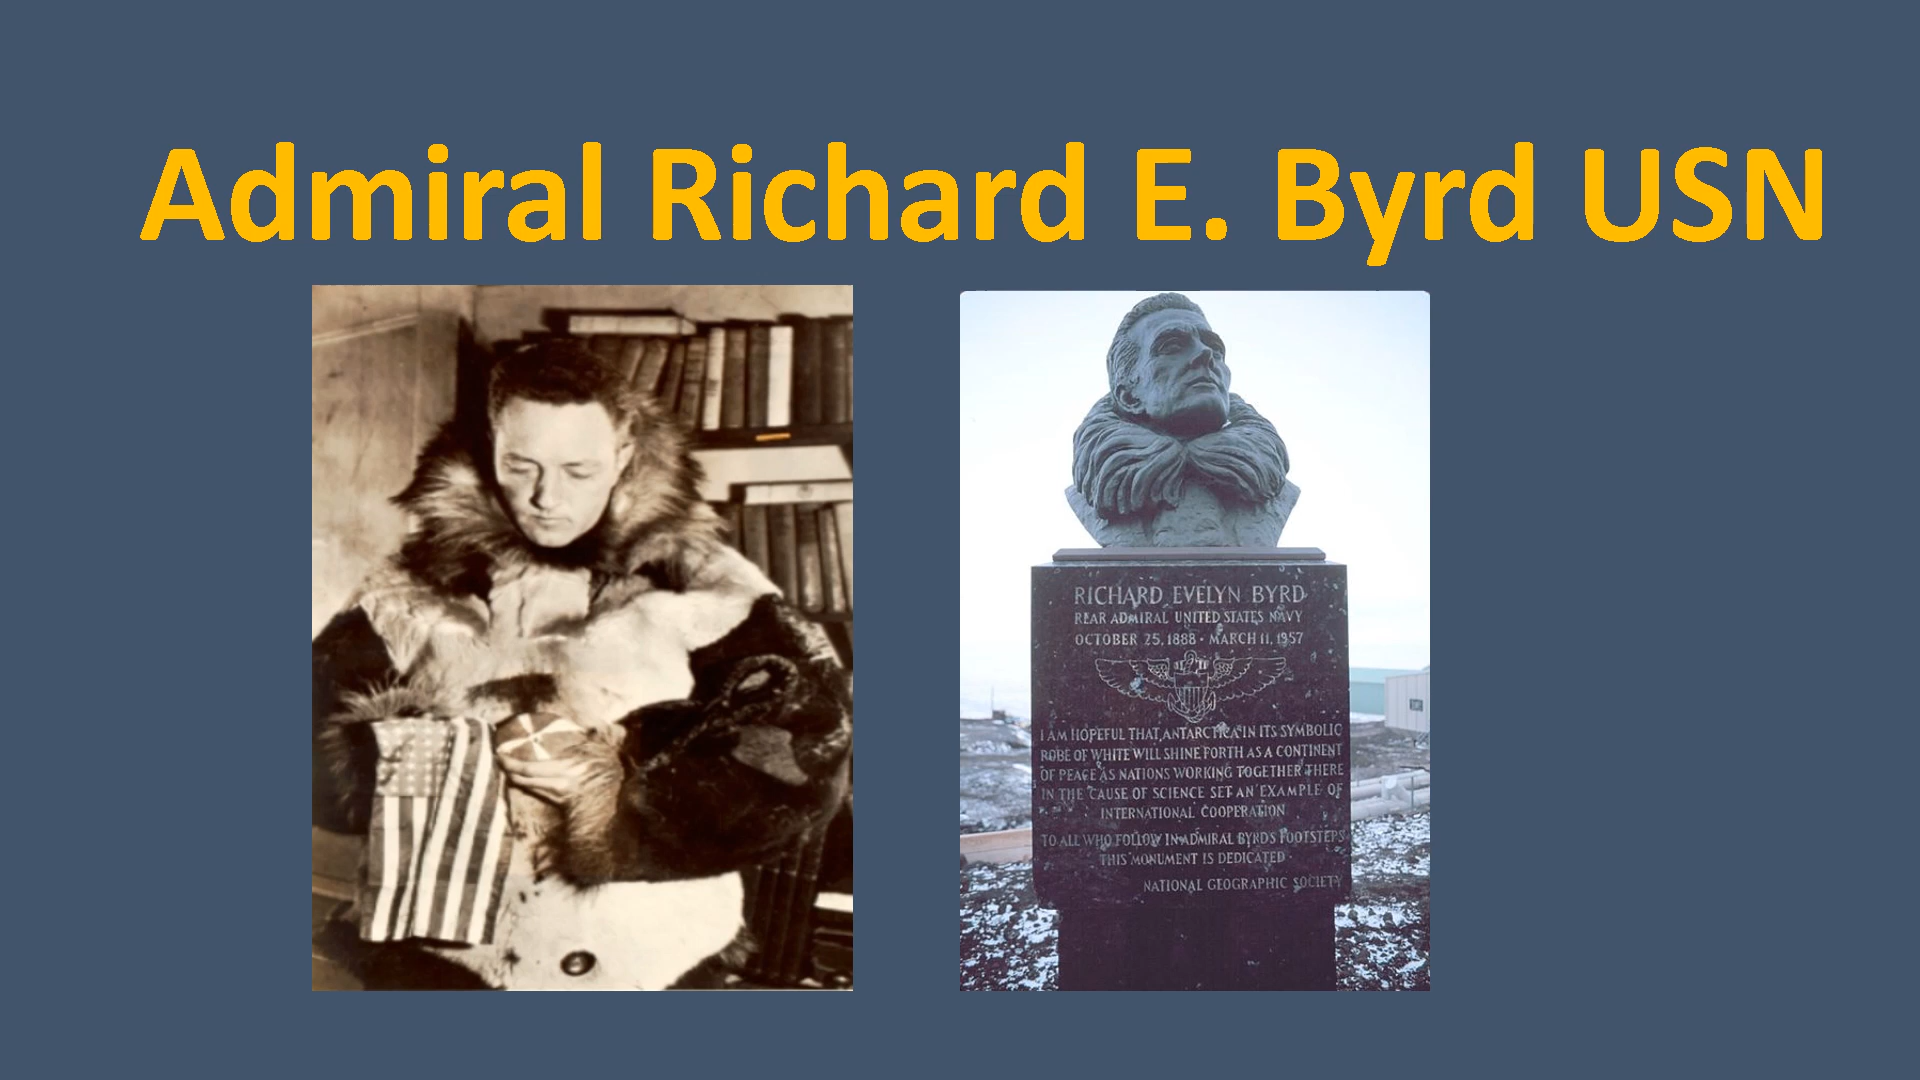 Admiral Richard E. Byrd USN
RICHARD EVELYN BYRD
REAR ADMIRAL UNITED STATES NAVY
OCTOBER 25, 1888 · MARCH 11, 1957
I AM HOPEFUL THAT ANTARCTICA IN ITS SYMBOLIC
ROBE OF WHITE WILL SHINE FORTH AS A CONTINENT
OF PEACE AS NATIONS WORKING TOGETHER THERE
IN THE CAUSE OF SCIENCE SET AN EXAMPLE OF
INTERNATIONAL COOPERATION
TO ALL WHO FOLLOW IN ADMIRAL BYRD'S FOOTSTEPS
THIS MONUMENT IS DEDICATED
NATIONAL GEOGRAPHIC SOCIETY